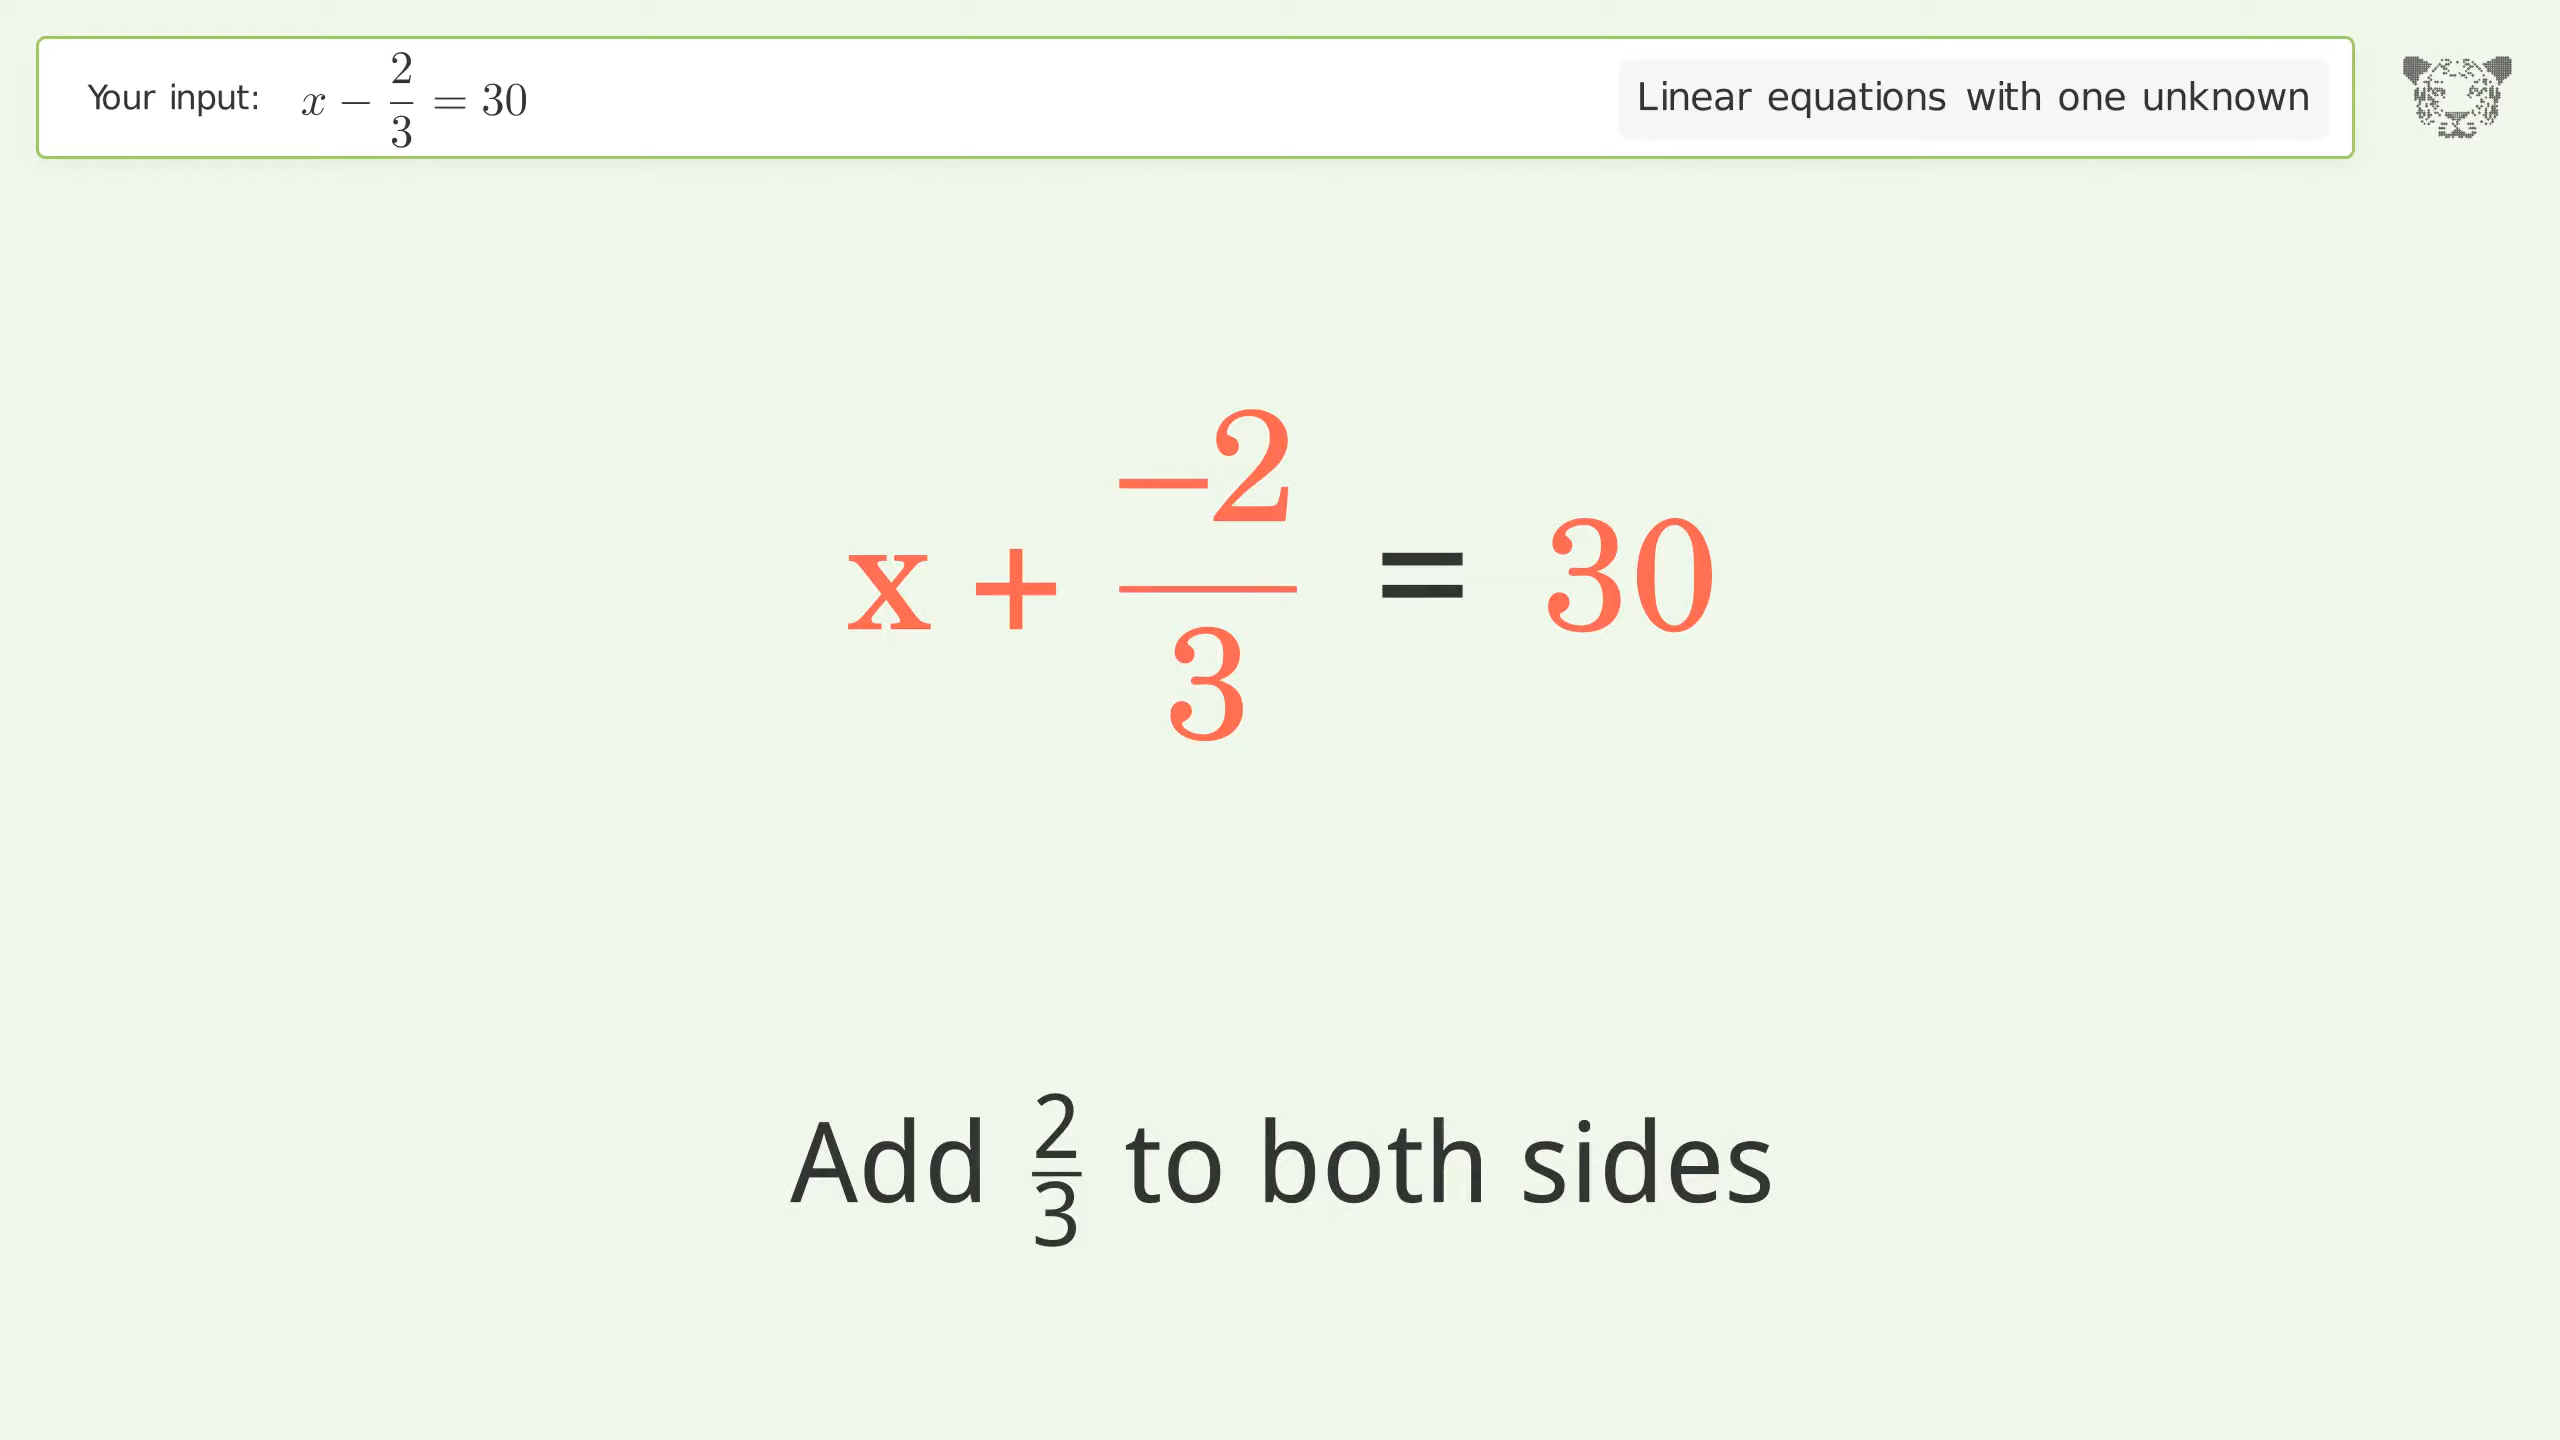 Your input: x − 2/3 = 30
Linear equations with one unknown
x + −2/3 = 30
Add 2/3 to both sides